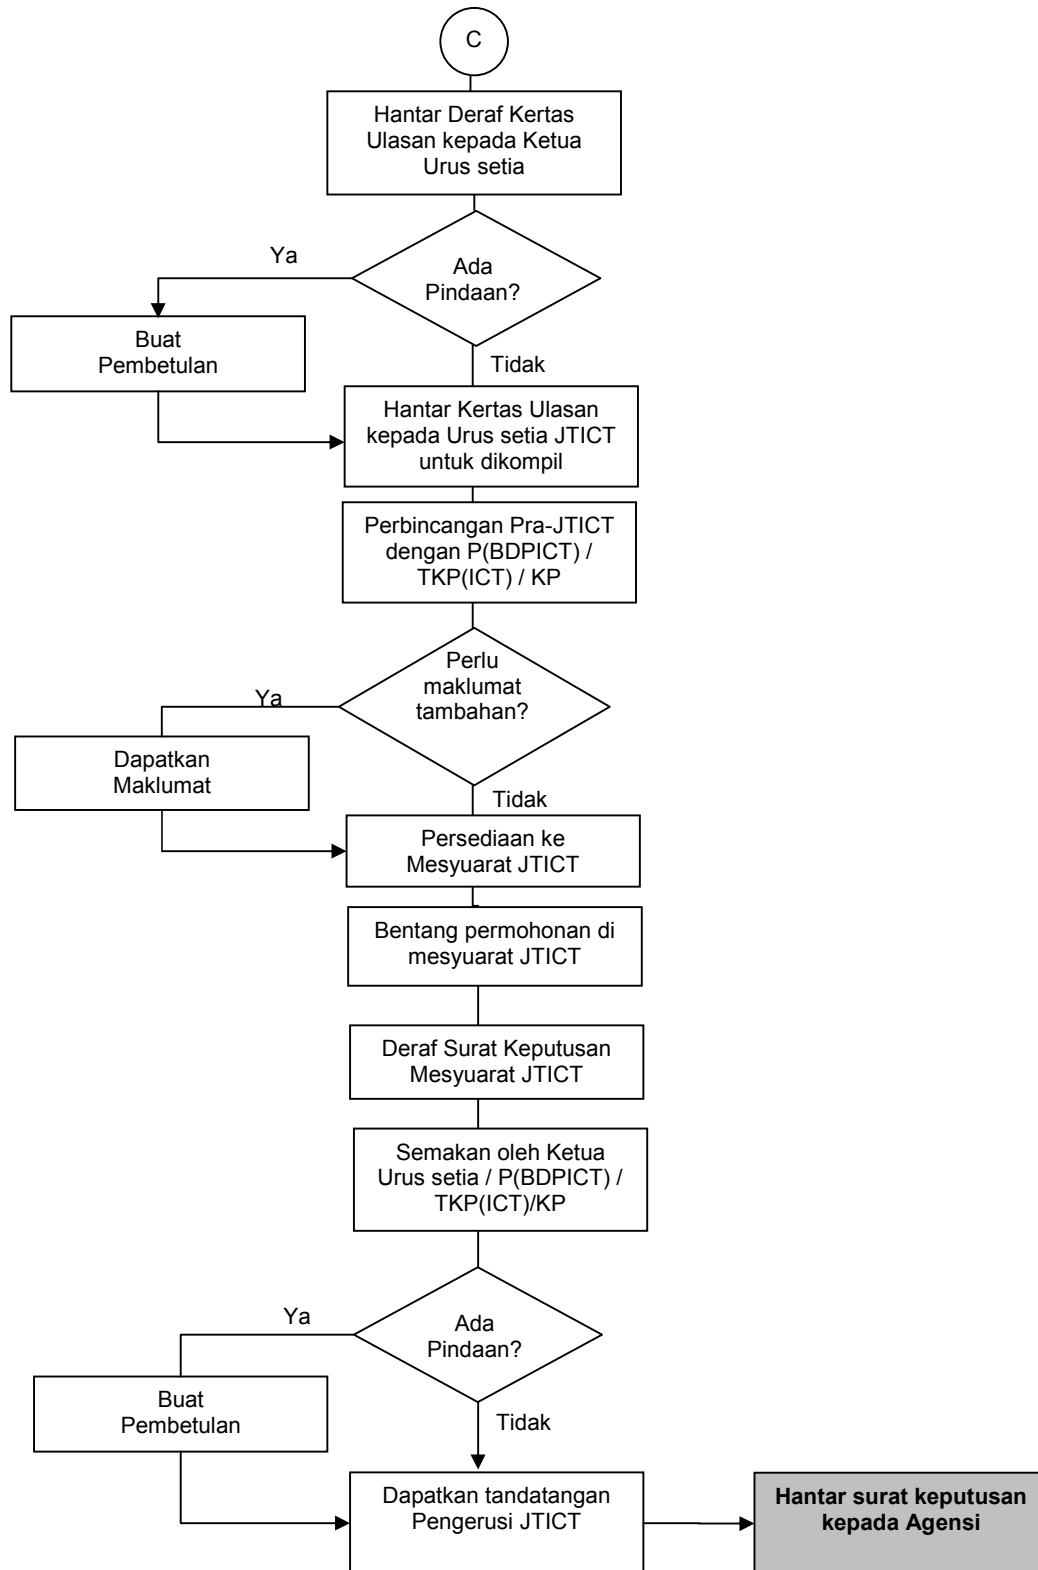 C
Hantar Deraf Kertas
Ulasan kepada Ketua
Urus setia
Ya
Ada
Pindaan?
Buat
Pembetulan
Tidak
Hantar Kertas Ulasan
kepada Urus setia JTICT
untuk dikompil
Perbincangan Pra-JTICT
dengan P(BDPICT) /
TKP(ICT) / KP
Perlu
maklumat
tambahan?
Ya
Dapatkan
Maklumat
Tidak
Persediaan ke
Mesyuarat JTICT
Bentang permohonan di
mesyuarat JTICT
Deraf Surat Keputusan
Mesyuarat JTICT
Semakan oleh Ketua
Urus setia / P(BDPICT) /
TKP(ICT)/KP
Ya
Ada
Pindaan?
Buat
Pembetulan
Tidak
Dapatkan tandatangan
Pengerusi JTICT
Hantar surat keputusan
kepada Agensi